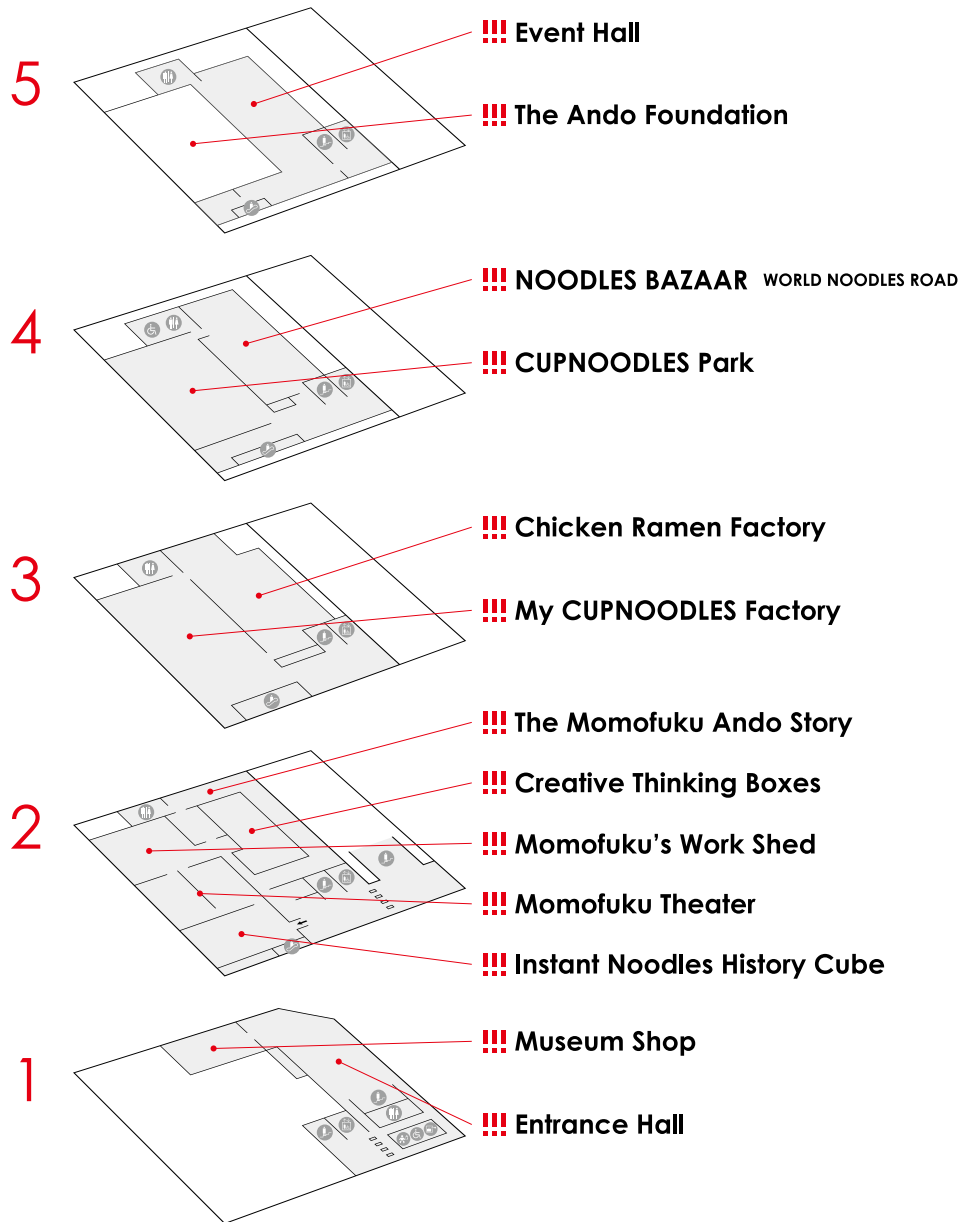 5
!!! Event Hall
!!! The Ando Foundation
4
!!! NOODLES BAZAAR WORLD NOODLES ROAD
!!! CUPNOODLES Park
3
!!! Chicken Ramen Factory
!!! My CUPNOODLES Factory
2
!!! The Momofuku Ando Story
!!! Creative Thinking Boxes
!!! Momofuku’s Work Shed
!!! Momofuku Theater
!!! Instant Noodles History Cube
1
!!! Museum Shop
!!! Entrance Hall